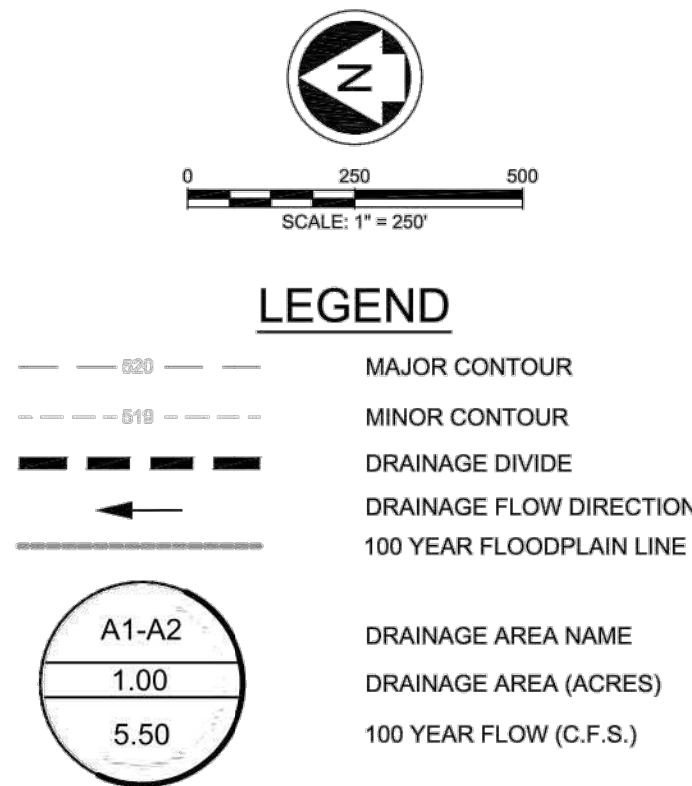 N
0 250 500
SCALE: 1" = 250'
LEGEND
520 MAJOR CONTOUR
519 MINOR CONTOUR
DRAINAGE DIVIDE
DRAINAGE FLOW DIRECTION
100 YEAR FLOODPLAIN LINE
A1-A2 DRAINAGE AREA NAME
1.00 DRAINAGE AREA (ACRES)
5.50 100 YEAR FLOW (C.F.S.)